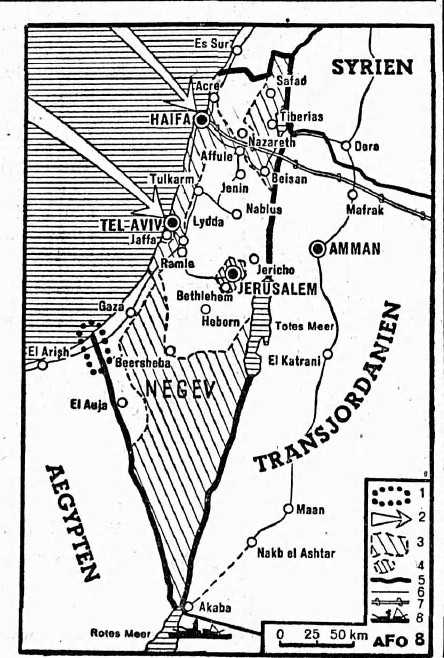 Es Sur
SYRIEN
Safad
Acre
HAIFA
Tiberias
Nazareth
Dera
Affule
Beisan
Jenin
Tulkarm
Mafrak
Nablus
TEL-AVIV
Lydda
Jaffa
AMMAN
Ramle
Jericho
JERUSALEM
Bethlehem
Heborn
Gaza
Totes Meer
El Arish
Beersheba
El Katrani
NEGEV
El Auja
TRANSJORDANIEN
AEGYPTEN
Maan
Nakb el Ashtar
Akaba
Rotes Meer
1
2
3
4
5
6
7
8
0 25 50 km
AFO 8